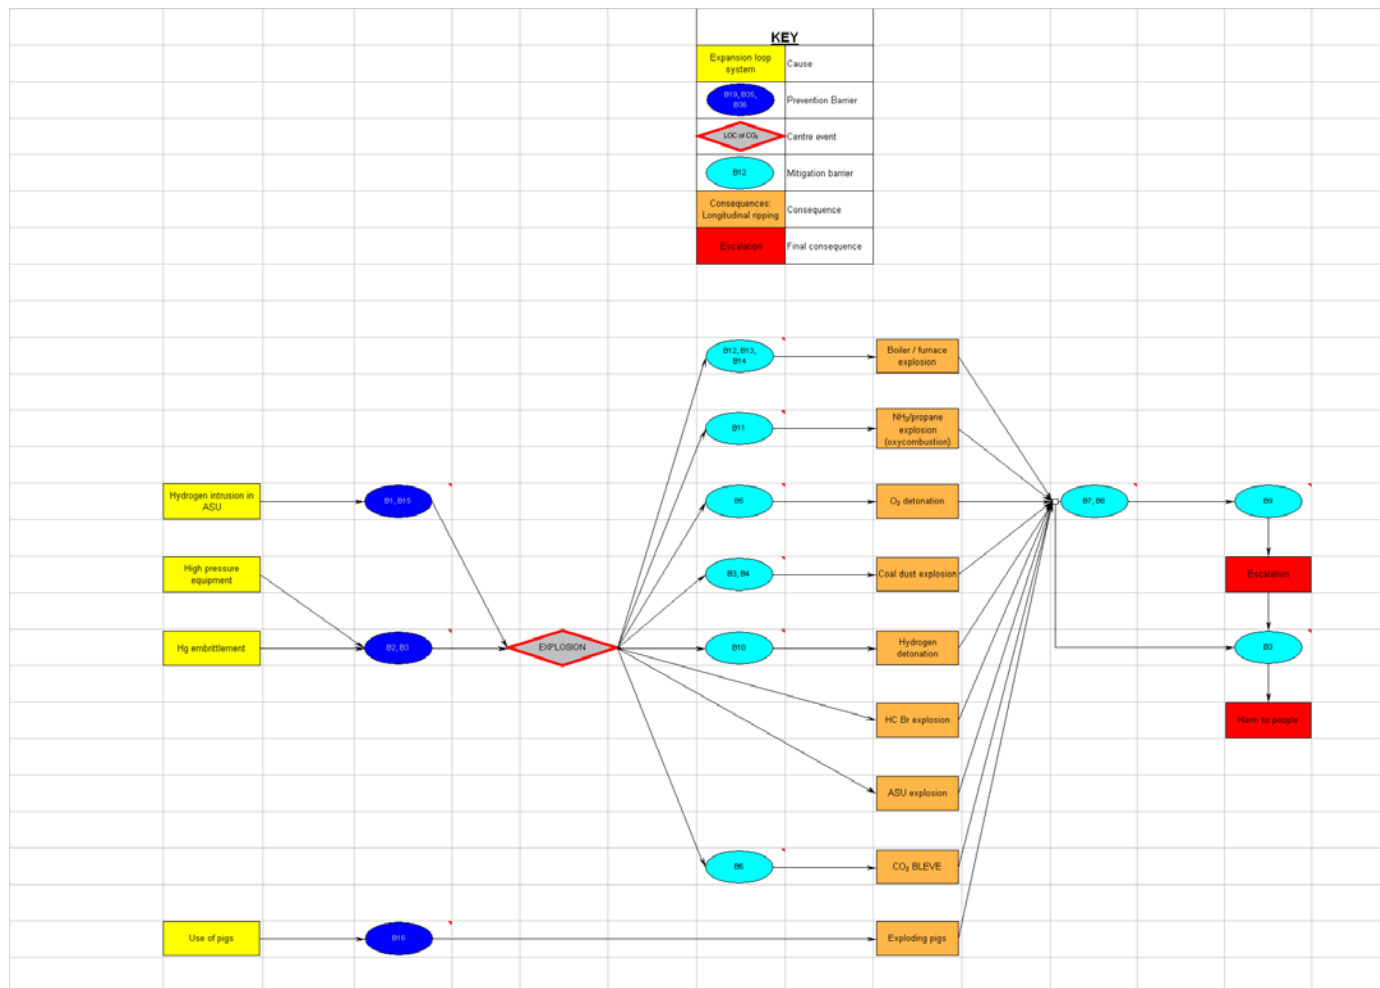 KEY
Expansion loop
system
Cause
B19, B35,
B36
Prevention Barrier
LOC of CO₂
Centre event
B12
Mitigation barrier
Consequences:
Longitudinal ripping
Consequence
Escalation
Final consequence
B12, B13,
B14
Boiler / furnace
explosion
B11
NH₃/propane
explosion
(oxycombustion)
Hydrogen intrusion in
ASU
B1, B15
B5
O₂ detonation
B7, B8
B9
High pressure
equipment
B3, B4
Coal dust explosion
Escalation
Hg embrittlement
B2, B3
EXPLOSION
B10
Hydrogen
detonation
B3
HC Br explosion
Harm to people
ASU explosion
B6
CO₂ BLEVE
Use of pigs
B16
Exploding pigs